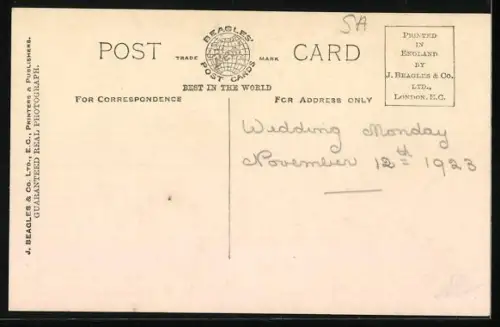 5A
POST CARD
BEAGLES'
TRADE MARK
POST CARDS
BEST IN THE WORLD
PRINTED
IN
ENGLAND
BY
J. BEAGLES & Co.
LTD.,
LONDON, E.C.
FOR CORRESPONDENCE
FOR ADDRESS ONLY
Wedding Monday
November 12th 1923
J. BEAGLES & Co. LTD., E.C., PRINTERS & PUBLISHERS.
GUARANTEED REAL PHOTOGRAPH.